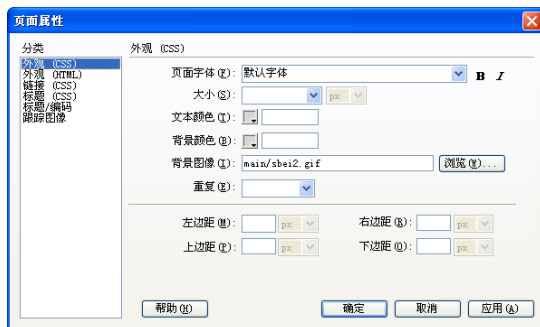 页面属性
分类
外观 (CSS)
外观 (HTML)
链接 (CSS)
标题 (CSS)
标题/编码
跟踪图像
外观 (CSS)
页面字体(F): 默认字体 B I
大小(S): px
文本颜色(T):
背景颜色(B):
背景图像(I): main/sbei2.gif 浏览(W)...
重复(E):
左边距(M): px 右边距(R): px
上边距(P): px 下边距(O): px
帮助(H) 确定 取消 应用(A)